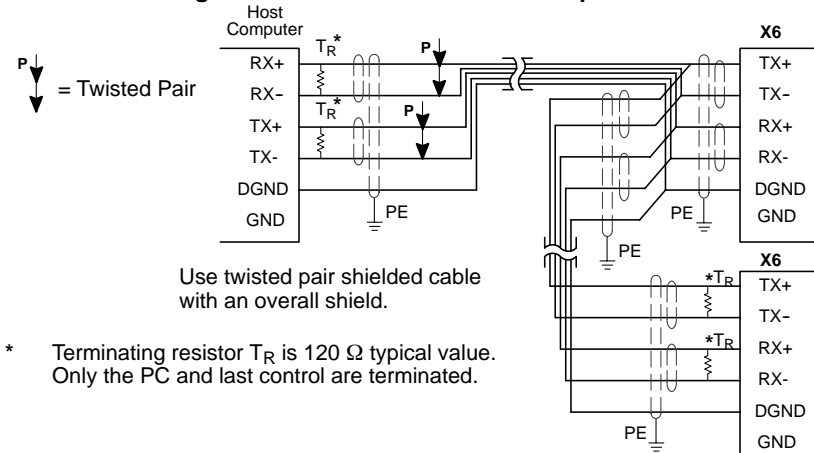 Host
Computer
X6
T_R*
P
RX+
TX+
P
= Twisted Pair
RX–
TX–
T_R*
P
TX+
RX+
TX-
RX-
DGND
DGND
GND
PE
PE
GND
PE
X6
Use twisted pair shielded cable
with an overall shield.
*T_R
TX+
TX–
* Terminating resistor T_R is 120 Ω typical value.
Only the PC and last control are terminated.
*T_R
RX+
RX-
DGND
PE
GND